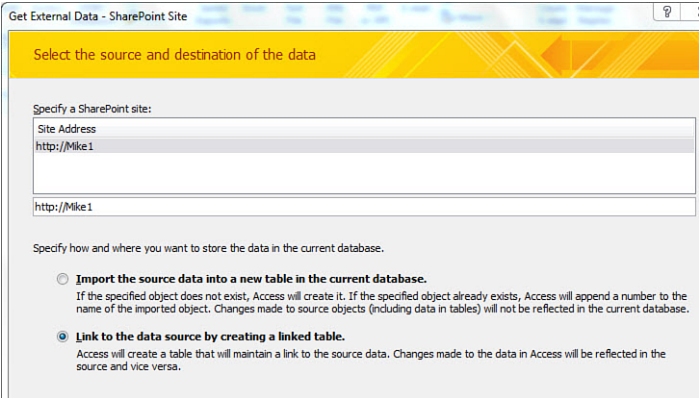 Get External Data - SharePoint Site
Select the source and destination of the data
Specify a SharePoint site:
Site Address
http://Mike1
http://Mike1
Specify how and where you want to store the data in the current database.
Import the source data into a new table in the current database.
If the specified object does not exist, Access will create it. If the specified object already exists, Access will append a number to the
name of the imported object. Changes made to source objects (including data in tables) will not be reflected in the current database.
Link to the data source by creating a linked table.
Access will create a table that will maintain a link to the source data. Changes made to the data in Access will be reflected in the
source and vice versa.